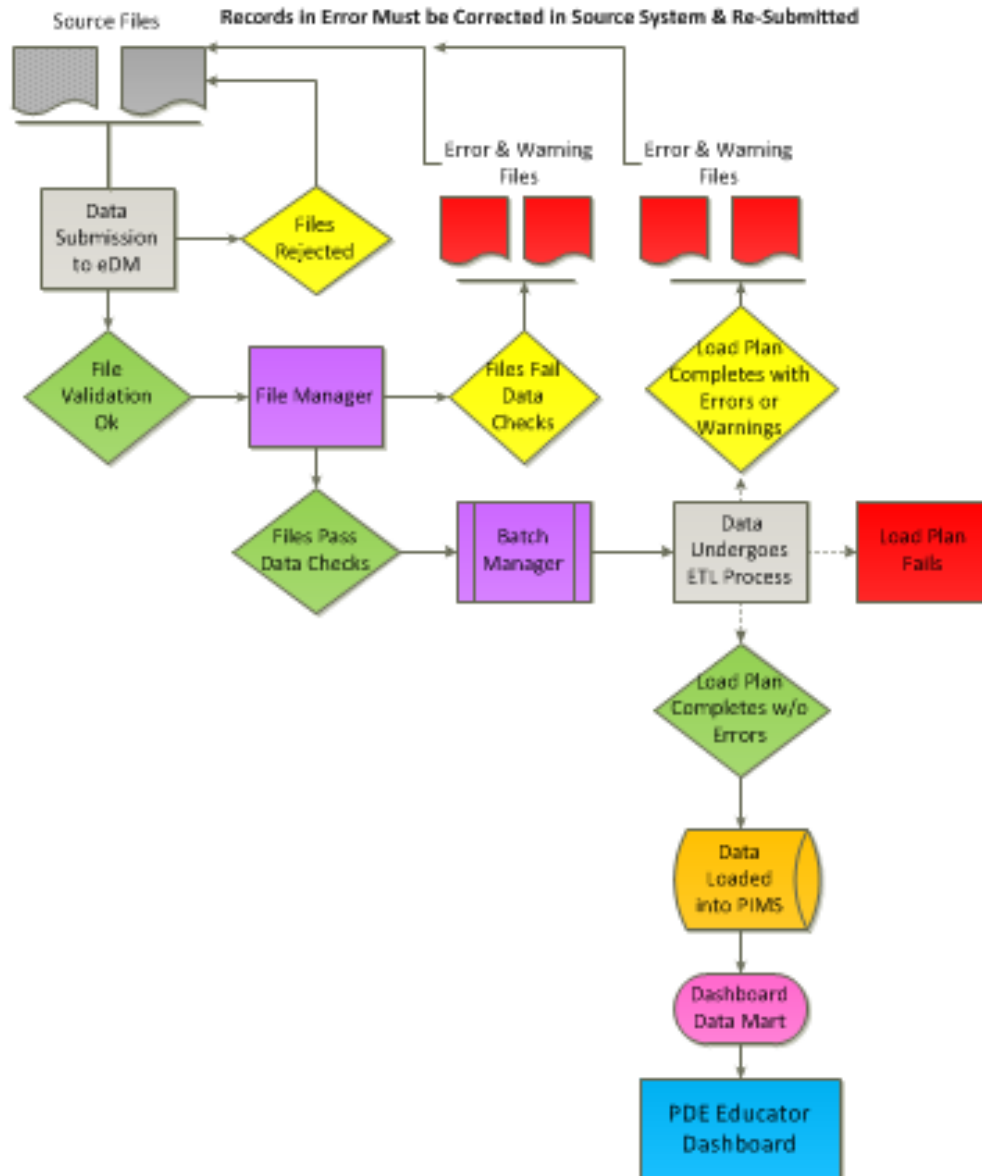 Records in Error Must be Corrected in Source System & Re-Submitted
Source Files
Error & Warning
Files
Error & Warning
Files
Data
Submission
to eDM
Files
Rejected
File
Validation
Ok
File Manager
Files Fail
Data
Checks
Load Plan
Completes with
Errors or
Warnings
Files Pass
Data Checks
Batch
Manager
Data
Undergoes
ETL Process
Load Plan
Fails
Load Plan
Completes w/o
Errors
Data
Loaded
into PIMS
Dashboard
Data Mart
PDE Educator
Dashboard